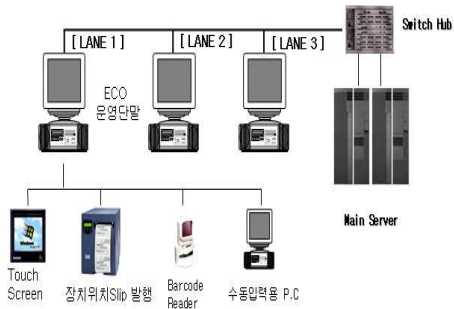 Switch Hub
[ LANE 1 ]
[ LANE 2 ]
[ LANE 3 ]
ECO
운영단말
Main Server
Touch
Screen
장치위치Slip 발행
Barcode
Reader
수동입력용 P.C